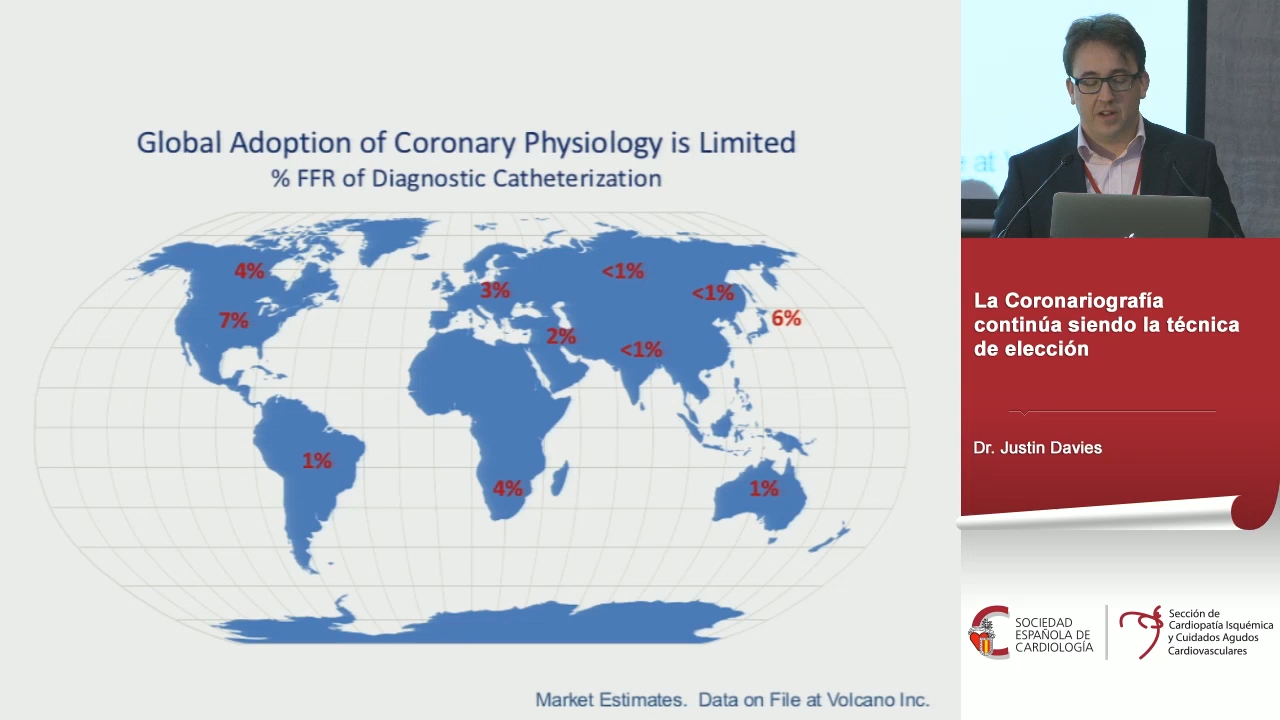 Global Adoption of Coronary Physiology is Limited
% FFR of Diagnostic Catheterization
4%
7%
3%
2%
<1%
<1%
<1%
6%
1%
4%
1%
Market Estimates. Data on File at Volcano Inc.
e at
La Coronariografía
continúa siendo la técnica
de elección
Dr. Justin Davies
SOCIEDAD
ESPAÑOLA DE
CARDIOLOGÍA
Sección de
Cardiopatía Isquémica
y Cuidados Agudos
Cardiovasculares